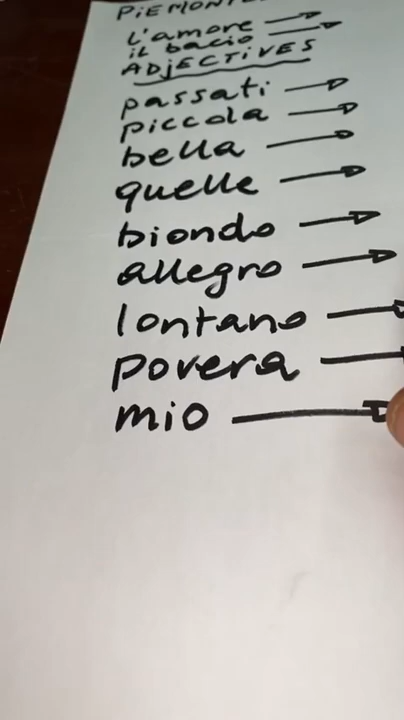 l'amore
il bacio
ADJECTIVES
passati
piccola
bella
quelle
biondo
allegro
lontano
povera
mio